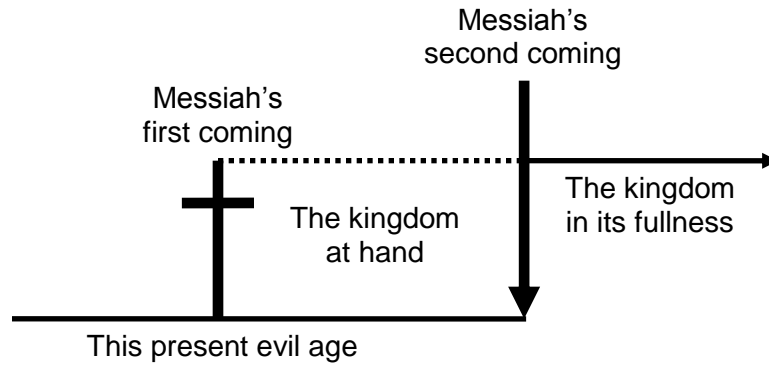 Messiah's
second coming
Messiah's
first coming
The kingdom
in its fullness
The kingdom
at hand
This present evil age